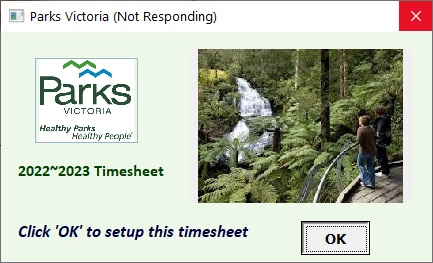 Parks Victoria (Not Responding)
Parks
VICTORIA
Healthy Parks
Healthy People®
2022~2023 Timesheet
Click 'OK' to setup this timesheet
OK